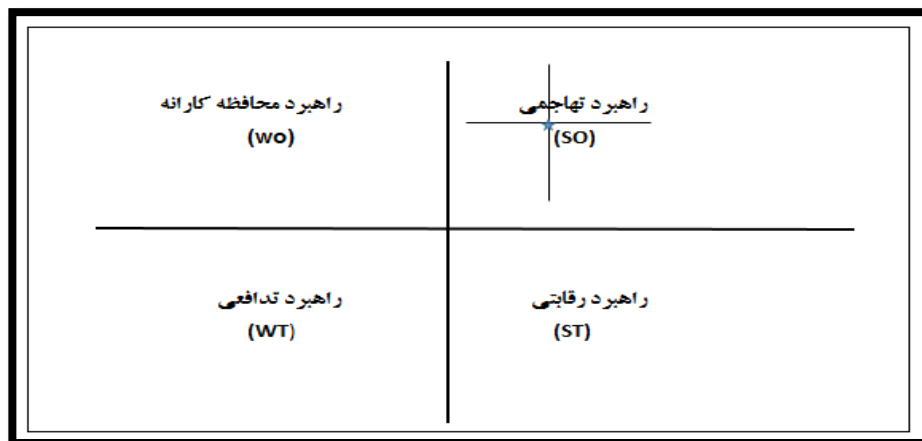 راهبرد تهاجمی
(SO)
راهبرد محافظه کارانه
(wo)
راهبرد رقابتی
(ST)
راهبرد تدافعی
(WT)